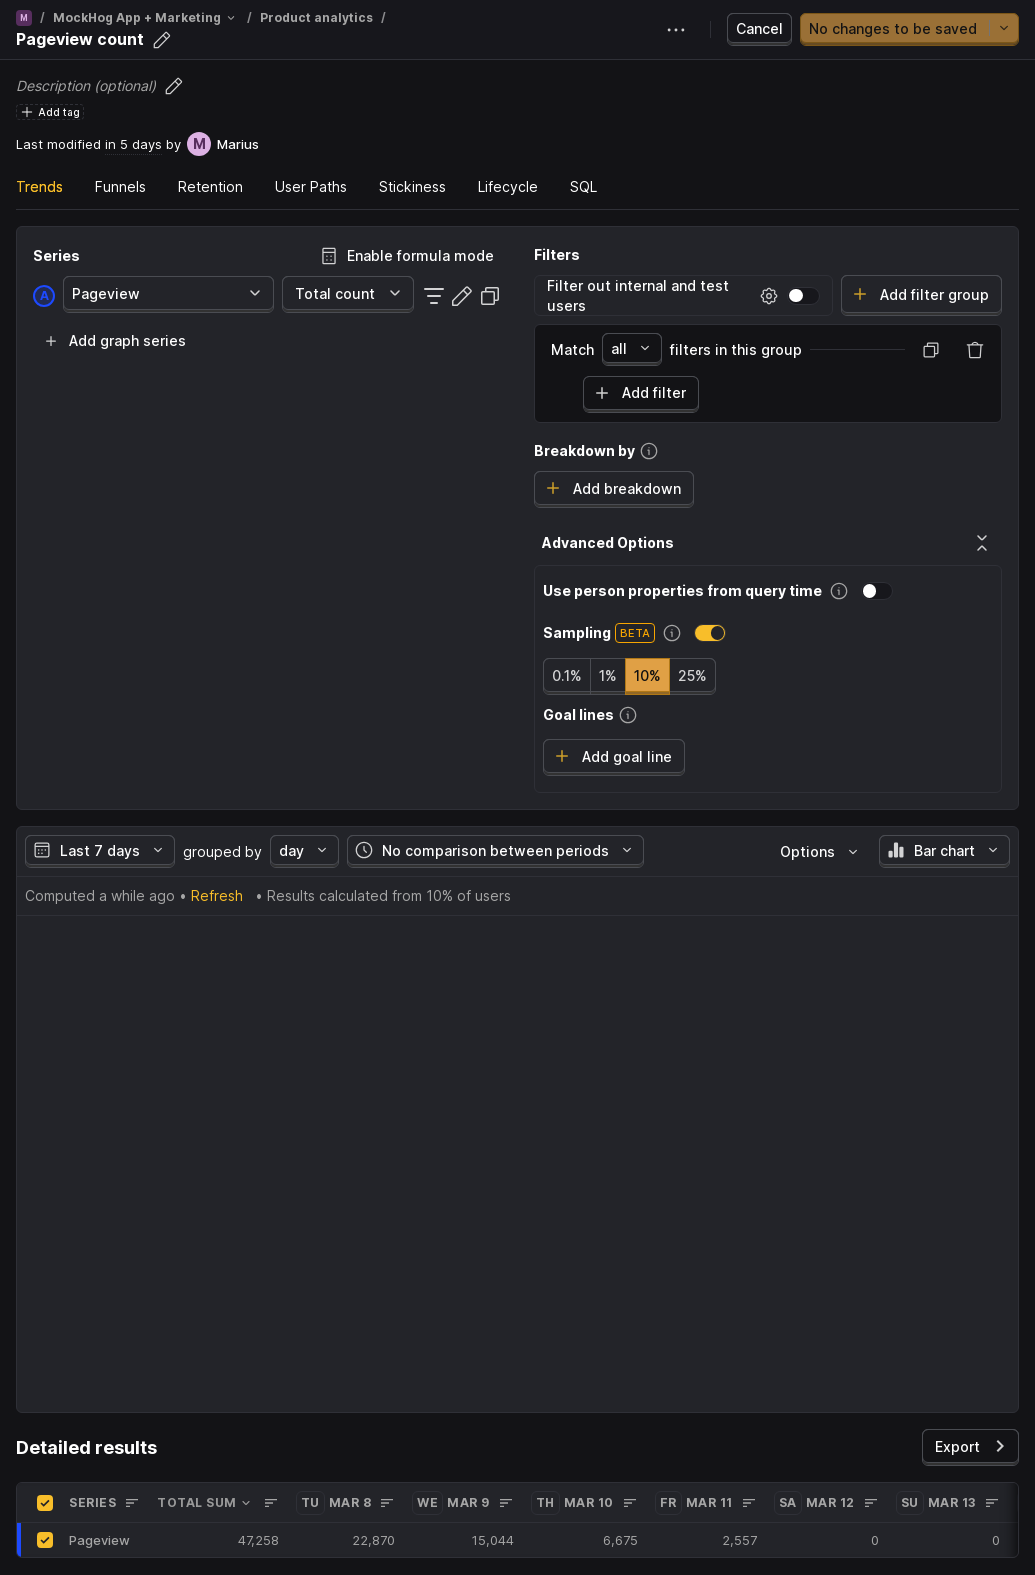 M / MockHog App + Marketing / Product analytics /
Pageview count
Cancel
No changes to be saved
Description (optional)
Add tag
Last modified in 5 days by M Marius
Trends Funnels Retention User Paths Stickiness Lifecycle SQL
Series
Enable formula mode
A Pageview Total count
Add graph series
Filters
Filter out internal and test
users
Add filter group
Match all filters in this group
Add filter
Breakdown by
Add breakdown
Advanced Options
Use person properties from query time
Sampling BETA
0.1% 1% 10% 25%
Goal lines
Add goal line
Last 7 days grouped by day No comparison between periods Options Bar chart
Computed a while ago • Refresh • Results calculated from 10% of users
Detailed results
Export
SERIES TOTAL SUM TU MAR 8 WE MAR 9 TH MAR 10 FR MAR 11 SA MAR 12 SU MAR 13
Pageview 47,258 22,870 15,044 6,675 2,557 0 0